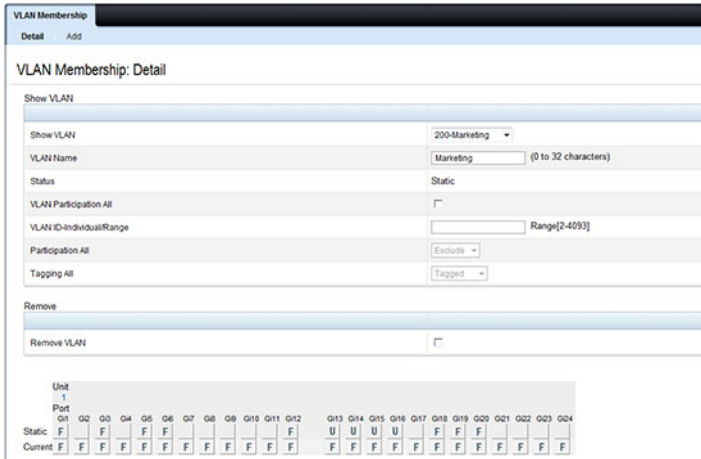 VLAN Membership
Detail Add
VLAN Membership: Detail
Show VLAN
Show VLAN 200-Marketing
VLAN Name Marketing (0 to 32 characters)
Status Static
VLAN Participation All
VLAN ID-Individual/Range Range[2-4093]
Participation All Exclude
Tagging All Tagged
Remove
Remove VLAN
Unit
1
Port
Gi1 Gi2 Gi3 Gi4 Gi5 Gi6 Gi7 Gi8 Gi9 Gi10 Gi11 Gi12 Gi13 Gi14 Gi15 Gi16 Gi17 Gi18 Gi19 Gi20 Gi21 Gi22 Gi23 Gi24
Static F F F F F U U U U F F F
Current F F F F F F F F F F F F F F F F F F F F F F F F